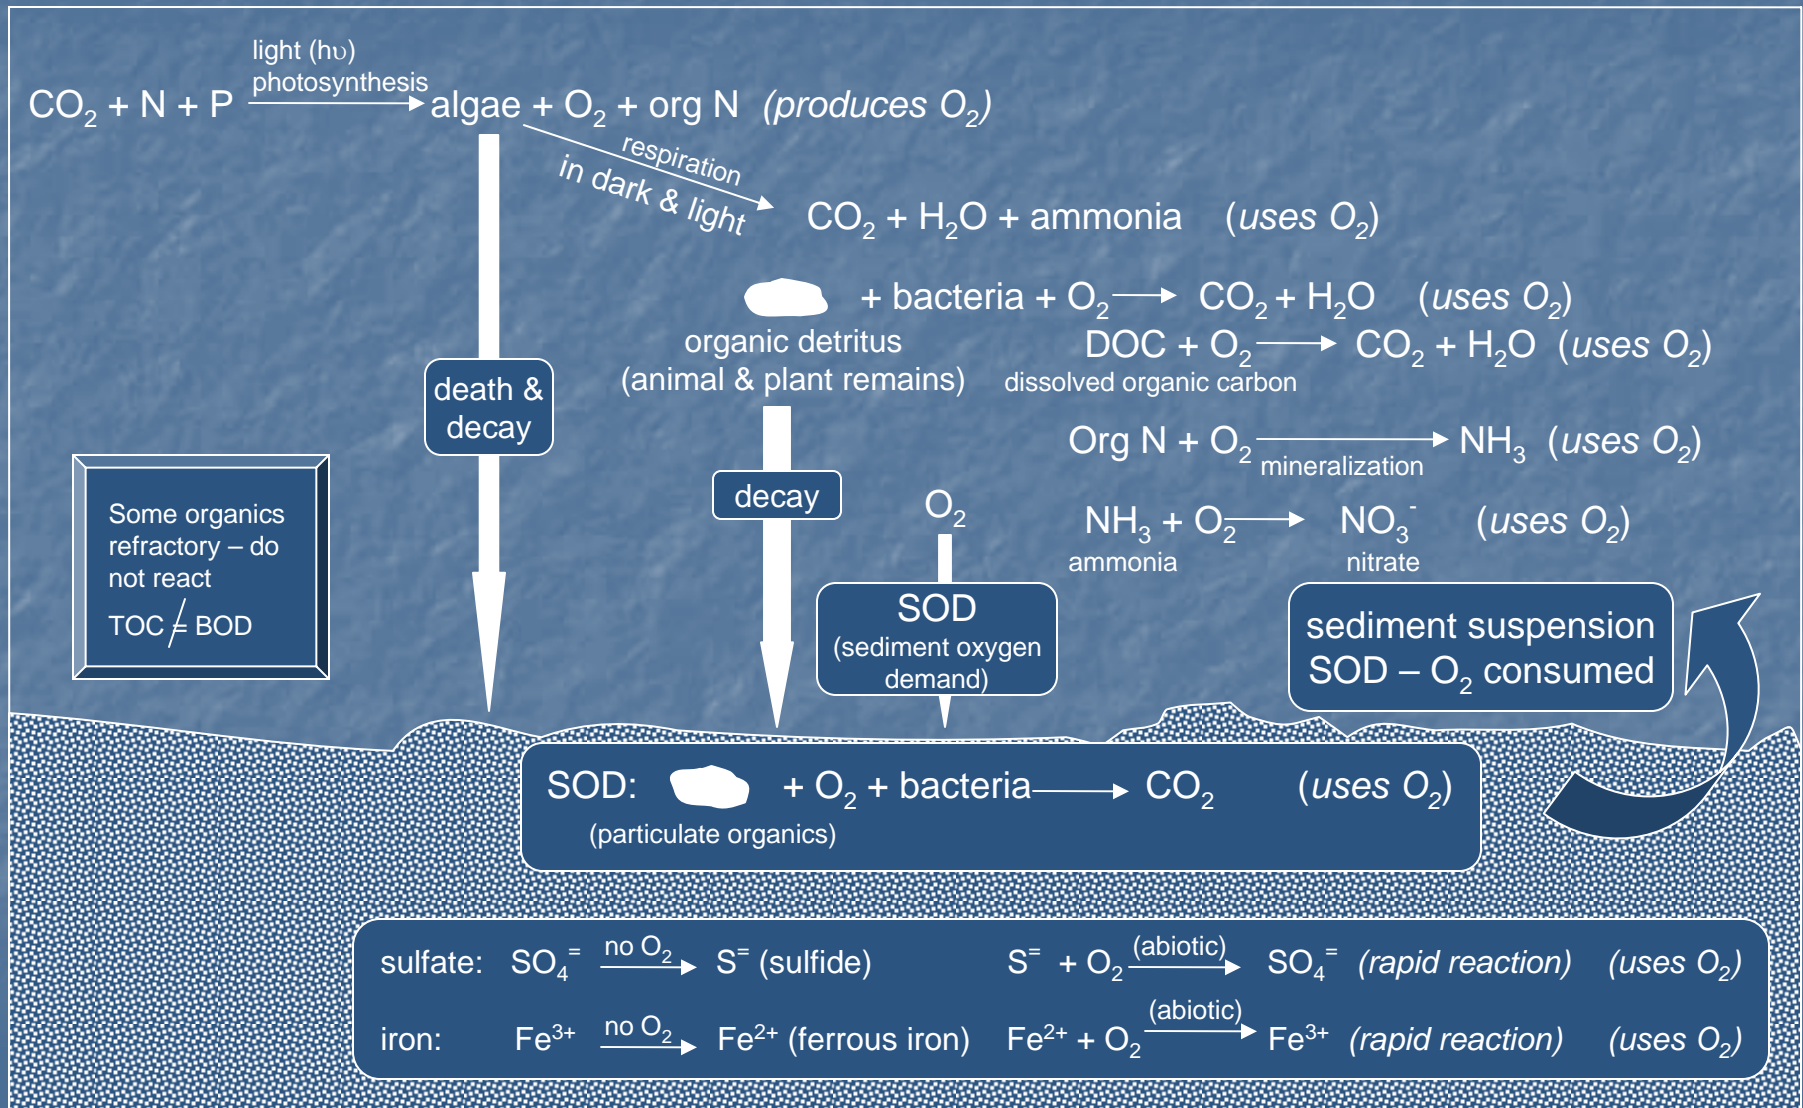 light (hυ)
photosynthesis
CO₂ + N + P → algae + O₂ + org N (produces O₂)
respiration
in dark & light
CO₂ + H₂O + ammonia (uses O₂)
+ bacteria + O₂ → CO₂ + H₂O (uses O₂)
organic detritus
(animal & plant remains)
DOC + O₂ → CO₂ + H₂O (uses O₂)
dissolved organic carbon
death &
decay
Org N + O₂ → NH₃ (uses O₂)
mineralization
decay
Some organics
refractory – do
not react
TOC ≠ BOD
O₂
NH₃ + O₂ → NO₃⁻ (uses O₂)
ammonia nitrate
SOD
(sediment oxygen
demand)
sediment suspension
SOD – O₂ consumed
SOD: + O₂ + bacteria → CO₂ (uses O₂)
(particulate organics)
sulfate: SO₄⁼ no O₂ → S⁼ (sulfide) S⁼ + O₂ (abiotic) → SO₄⁼ (rapid reaction) (uses O₂)
iron: Fe³⁺ no O₂ → Fe²⁺ (ferrous iron) Fe²⁺ + O₂ (abiotic) → Fe³⁺ (rapid reaction) (uses O₂)